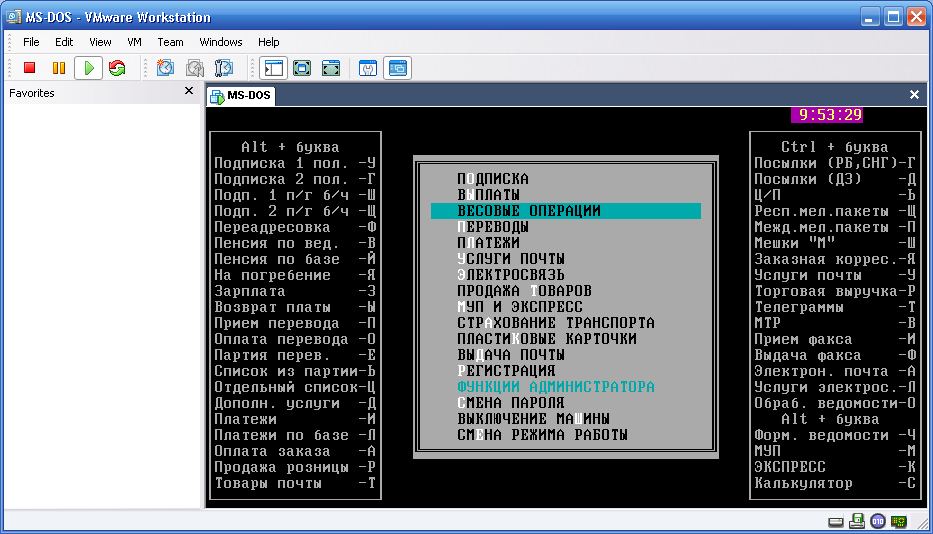 MS-DOS - VMware Workstation
File Edit View VM Team Windows Help
Favorites
MS-DOS
9:53:29
Alt + буква
Подписка 1 пол. -У
Подписка 2 пол. -Г
Подп. 1 п/г б/ч -Ш
Подп. 2 п/г б/ч -Щ
Переадресовка -Ф
Пенсия по вед. -В
Пенсия по базе -Й
На погребение -Я
Зарплата -З
Возврат платы -Ы
Прием перевода -П
Оплата перевода -О
Партия перев. -Е
Список из партии-Ь
Отдельный список-Ц
Дополн. услуги -Д
Платежи -И
Платежи по базе -Л
Оплата заказа -А
Продажа розницы -Р
Товары почты -Т
ПОДПИСКА
ВЫПЛАТЫ
ВЕСОВЫЕ ОПЕРАЦИИ
ПЕРЕВОДЫ
ПЛАТЕЖИ
УСЛУГИ ПОЧТЫ
ЭЛЕКТРОСВЯЗЬ
ПРОДАЖА ТОВАРОВ
МУП И ЭКСПРЕСС
СТРАХОВАНИЕ ТРАНСПОРТА
ПЛАСТИКОВЫЕ КАРТОЧКИ
ВЫДАЧА ПОЧТЫ
РЕГИСТРАЦИЯ
ФУНКЦИИ АДМИНИСТРАТОРА
СМЕНА ПАРОЛЯ
ВЫКЛЮЧЕНИЕ МАШИНЫ
СМЕНА РЕЖИМА РАБОТЫ
Ctrl + буква
Посылки (РБ,СНГ)-Г
Посылки (ДЗ) -Д
Ц/П -Ь
Респ.мел.пакеты -Щ
Межд.мел.пакеты -П
Мешки "М" -Ш
Заказная коррес.-Я
Услуги почты -У
Торговая выручка-Р
Телеграммы -Т
МТР -В
Прием факса -И
Выдача факса -Ф
Электрон. почта -А
Услуги электрос.-Л
Обраб. ведомости-О
Alt + буква
Форм. ведомости -Ч
МУП -М
ЭКСПРЕСС -К
Калькулятор -С